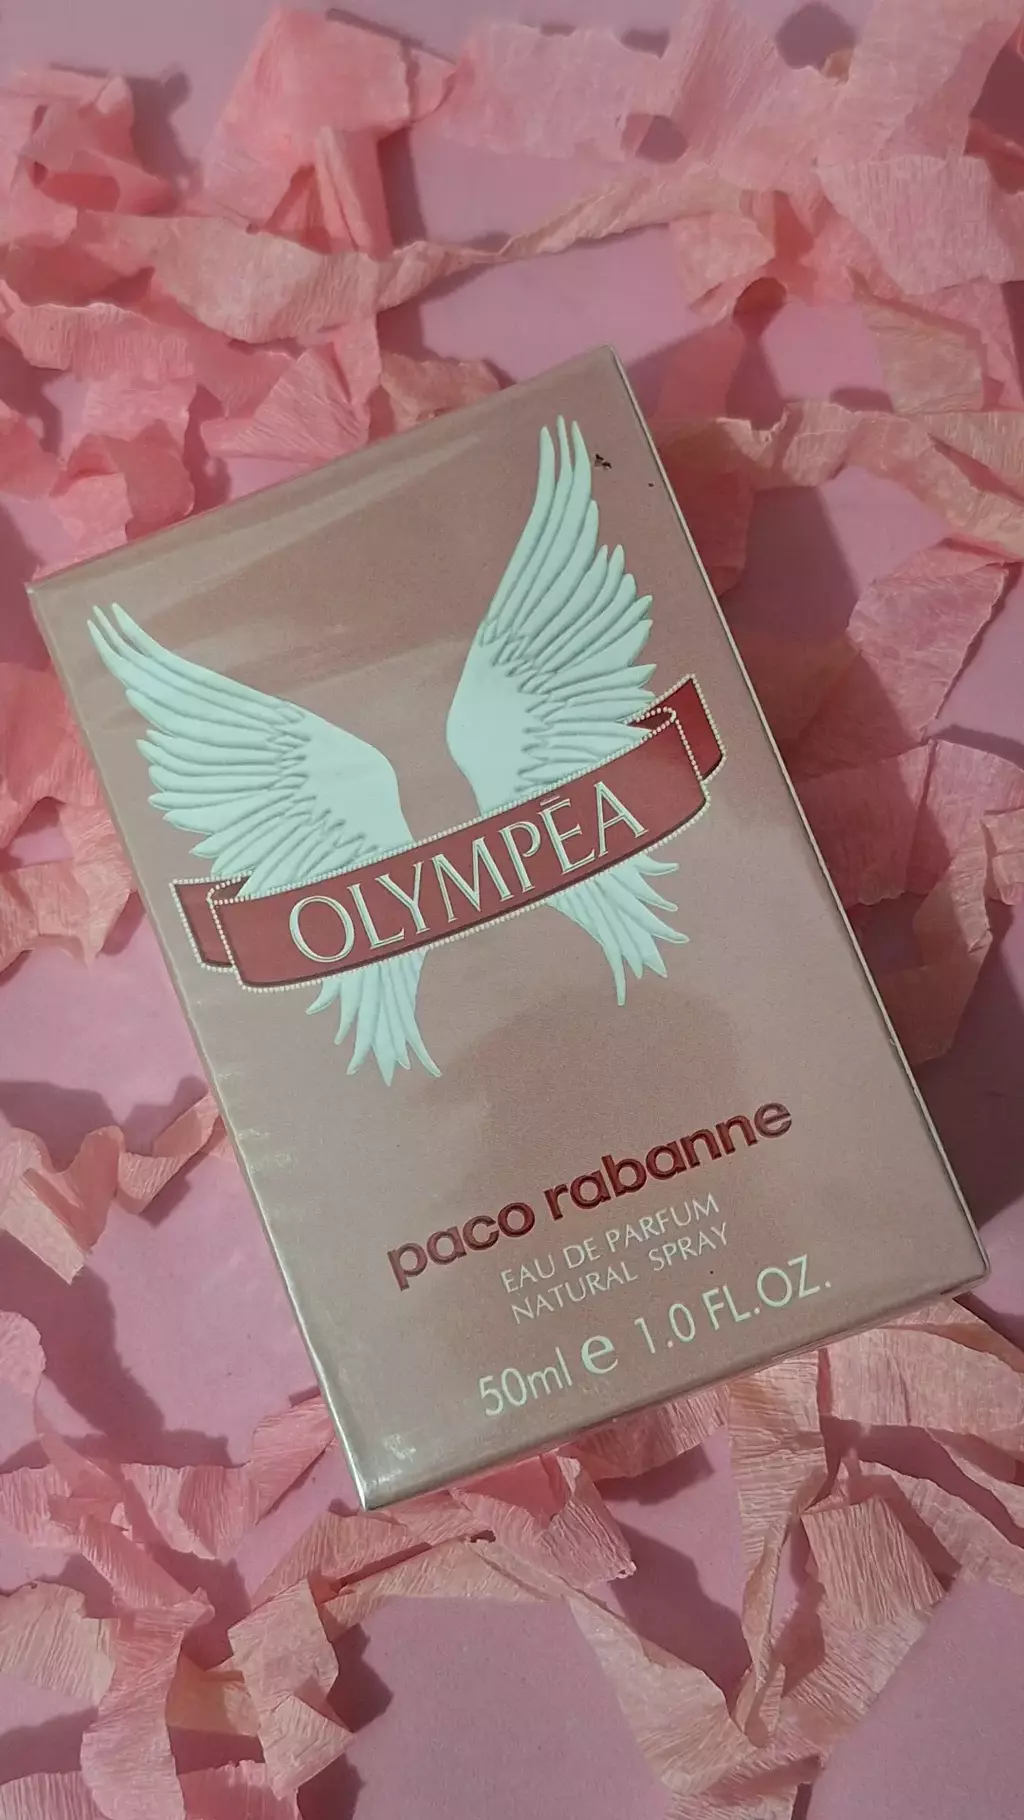 OLYMPĒA
paco rabanne
EAU DE PARFUM
NATURAL SPRAY
50ml e 1.0 FL.OZ.